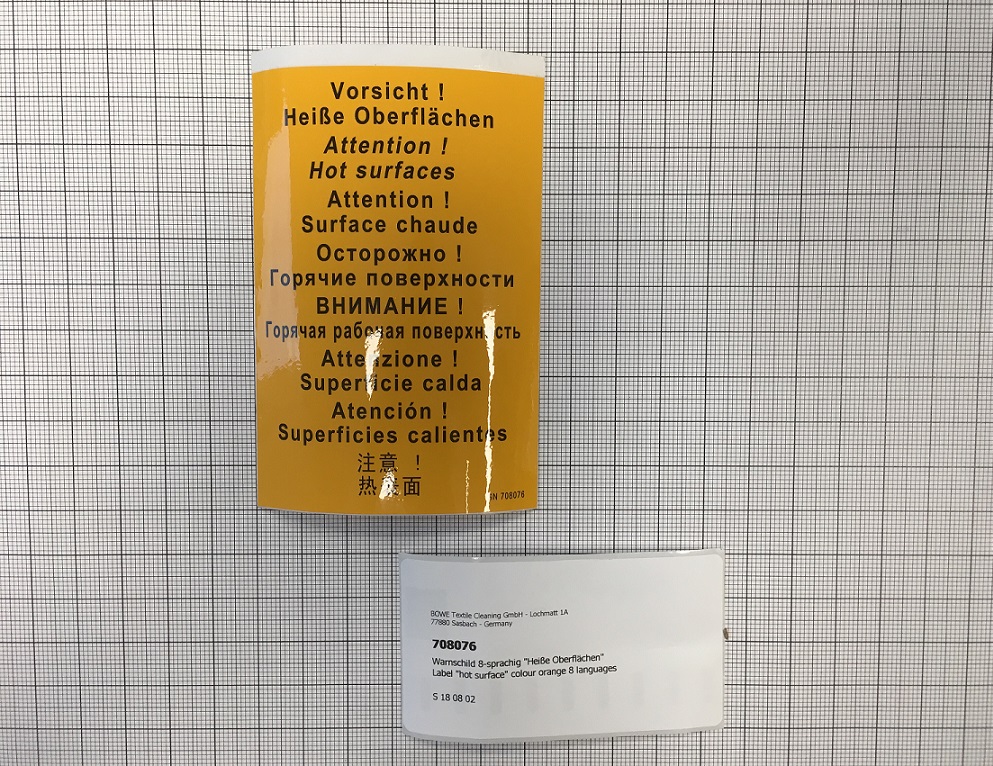 Vorsicht !
Heiße Oberflächen
Attention !
Hot surfaces
Attention !
Surface chaude
Осторожно !
Горячие поверхности
ВНИМАНИЕ !
Горячая рабочая поверхность
Attenzione !
Superficie calda
Atención !
Superficies calientes
注意 !
热表面
SN 708076
BÖWE Textile Cleaning GmbH - Lochmatt 1A
77880 Sasbach - Germany
708076
Warnschild 8-sprachig "Heiße Oberflächen"
Label "hot surface" colour orange 8 languages
S 18 08 02